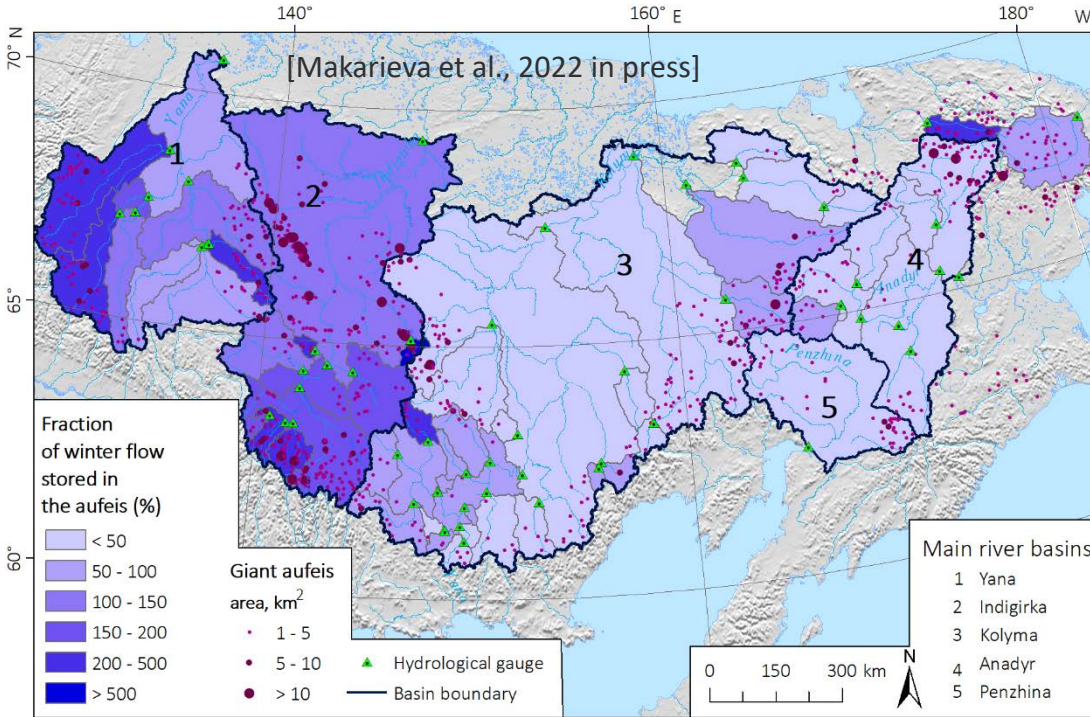 140°
160°
E
180°
W
70° N
[Makarieva et al., 2022 in press]
Yana
1
2
3
4
Anadyr
65°
Penzhina
5
60°
Fraction
of winter flow
stored in
the aufeis (%)
< 50
50 - 100
100 - 150
150 - 200
200 - 500
> 500
Giant aufeis
area, km²
1 - 5
5 - 10
> 10
Hydrological gauge
Basin boundary
Main river basins
1 Yana
2 Indigirka
3 Kolyma
4 Anadyr
5 Penzhina
0 150 300 km
N